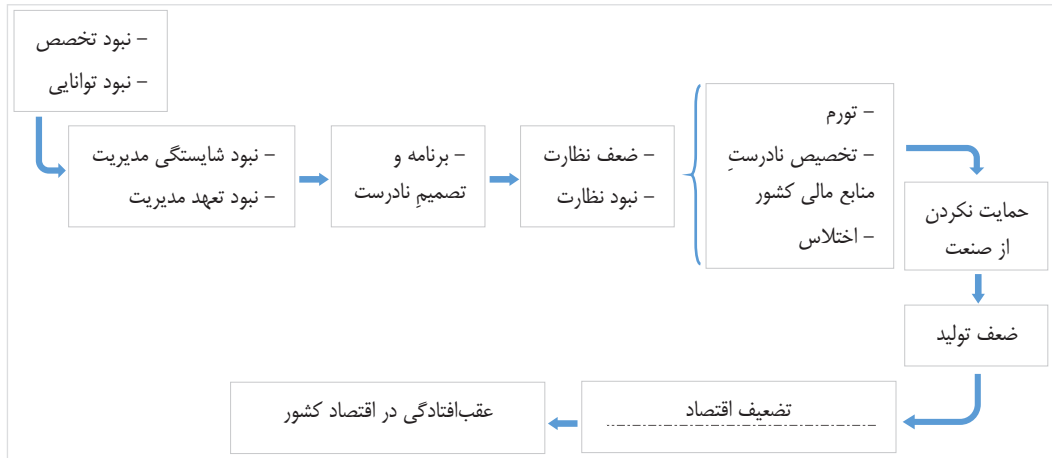 – نبود تخصص
– نبود توانایی
– نبود شایستگی مدیریت
– نبود تعهد مدیریت
– برنامه و
تصمیمِ نادرست
– ضعف نظارت
– نبود نظارت
– تورم
– تخصیص نادرستِ
منابع مالی کشور
– اختلاس
حمایت نکردن
از صنعت
ضعف تولید
تضعیف اقتصاد
عقب‌افتادگی در اقتصاد کشور